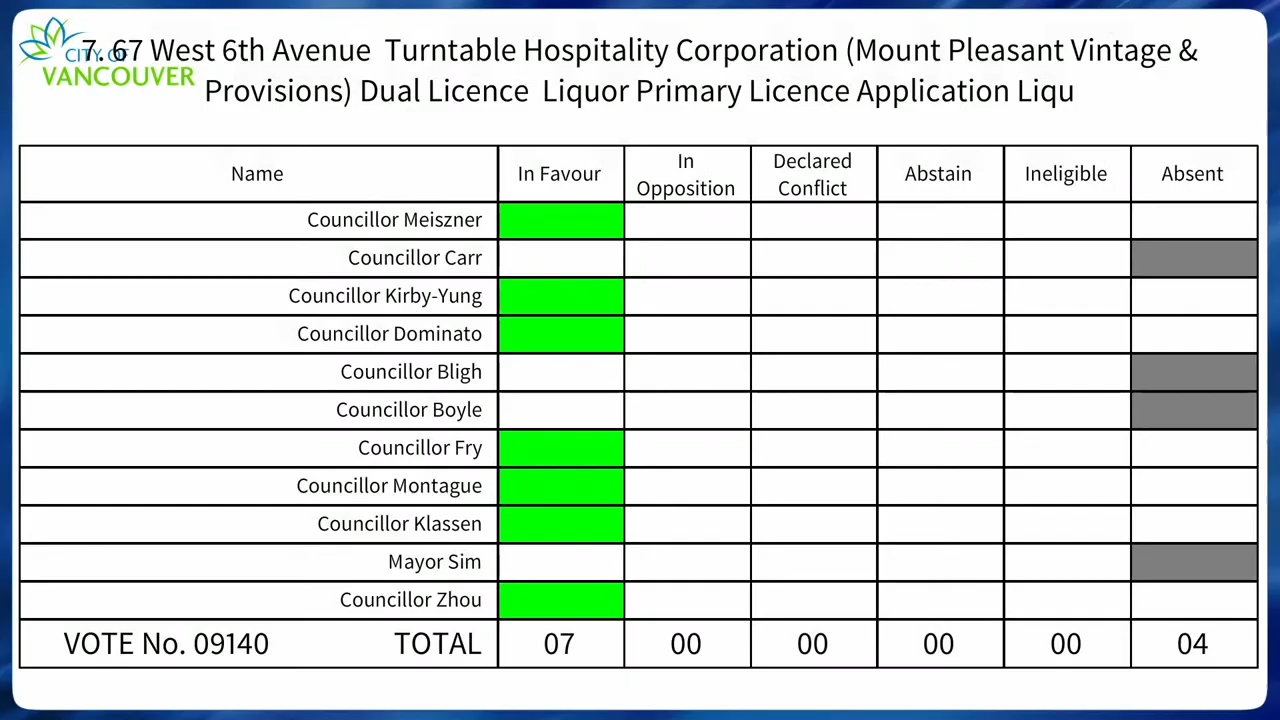 CITY OF
VANCOUVER
7. 67 West 6th Avenue  Turntable Hospitality Corporation (Mount Pleasant Vintage &
Provisions) Dual Licence  Liquor Primary Licence Application Liqu
Name In Favour In Opposition Declared Conflict Abstain Ineligible Absent
Councillor Meiszner
Councillor Carr
Councillor Kirby-Yung
Councillor Dominato
Councillor Bligh
Councillor Boyle
Councillor Fry
Councillor Montague
Councillor Klassen
Mayor Sim
Councillor Zhou
VOTE No. 09140 TOTAL 07 00 00 00 00 04